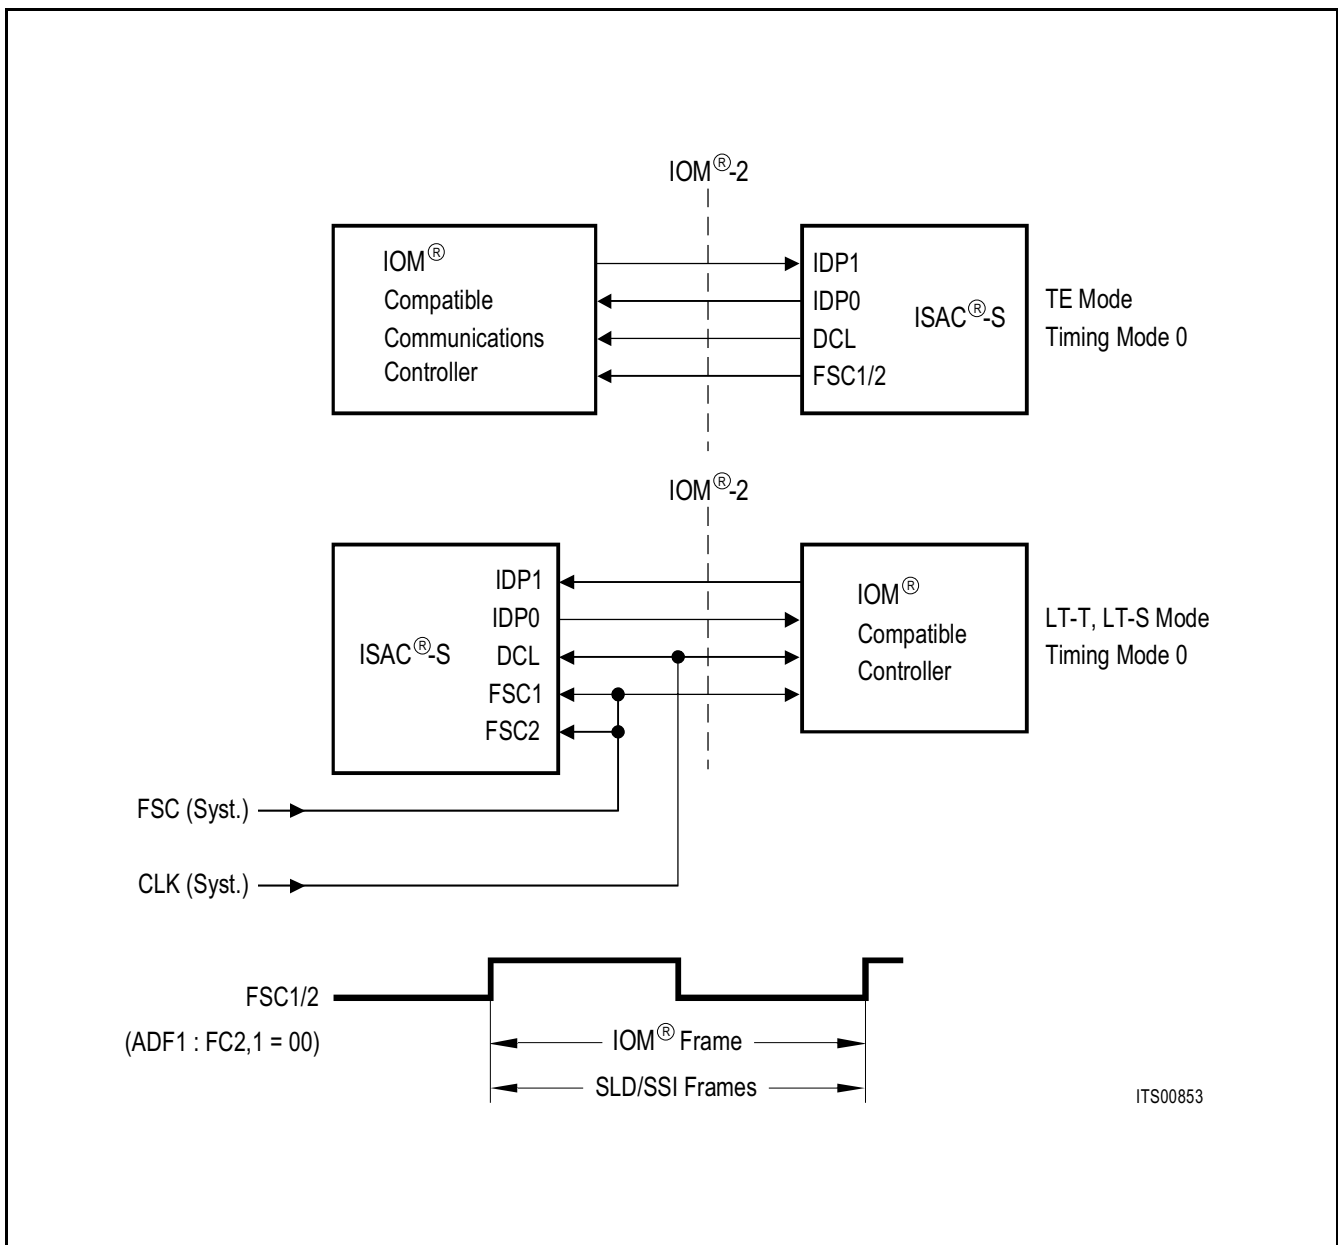 IOM®-2
IOM®
Compatible
Communications
Controller
IDP1
IDP0
DCL
FSC1/2
ISAC®-S
TE Mode
Timing Mode 0
IOM®-2
ISAC®-S
IDP1
IDP0
DCL
FSC1
FSC2
IOM®
Compatible
Controller
LT-T, LT-S Mode
Timing Mode 0
FSC (Syst.)
CLK (Syst.)
FSC1/2
(ADF1 : FC2,1 = 00)
IOM® Frame
SLD/SSI Frames
ITS00853